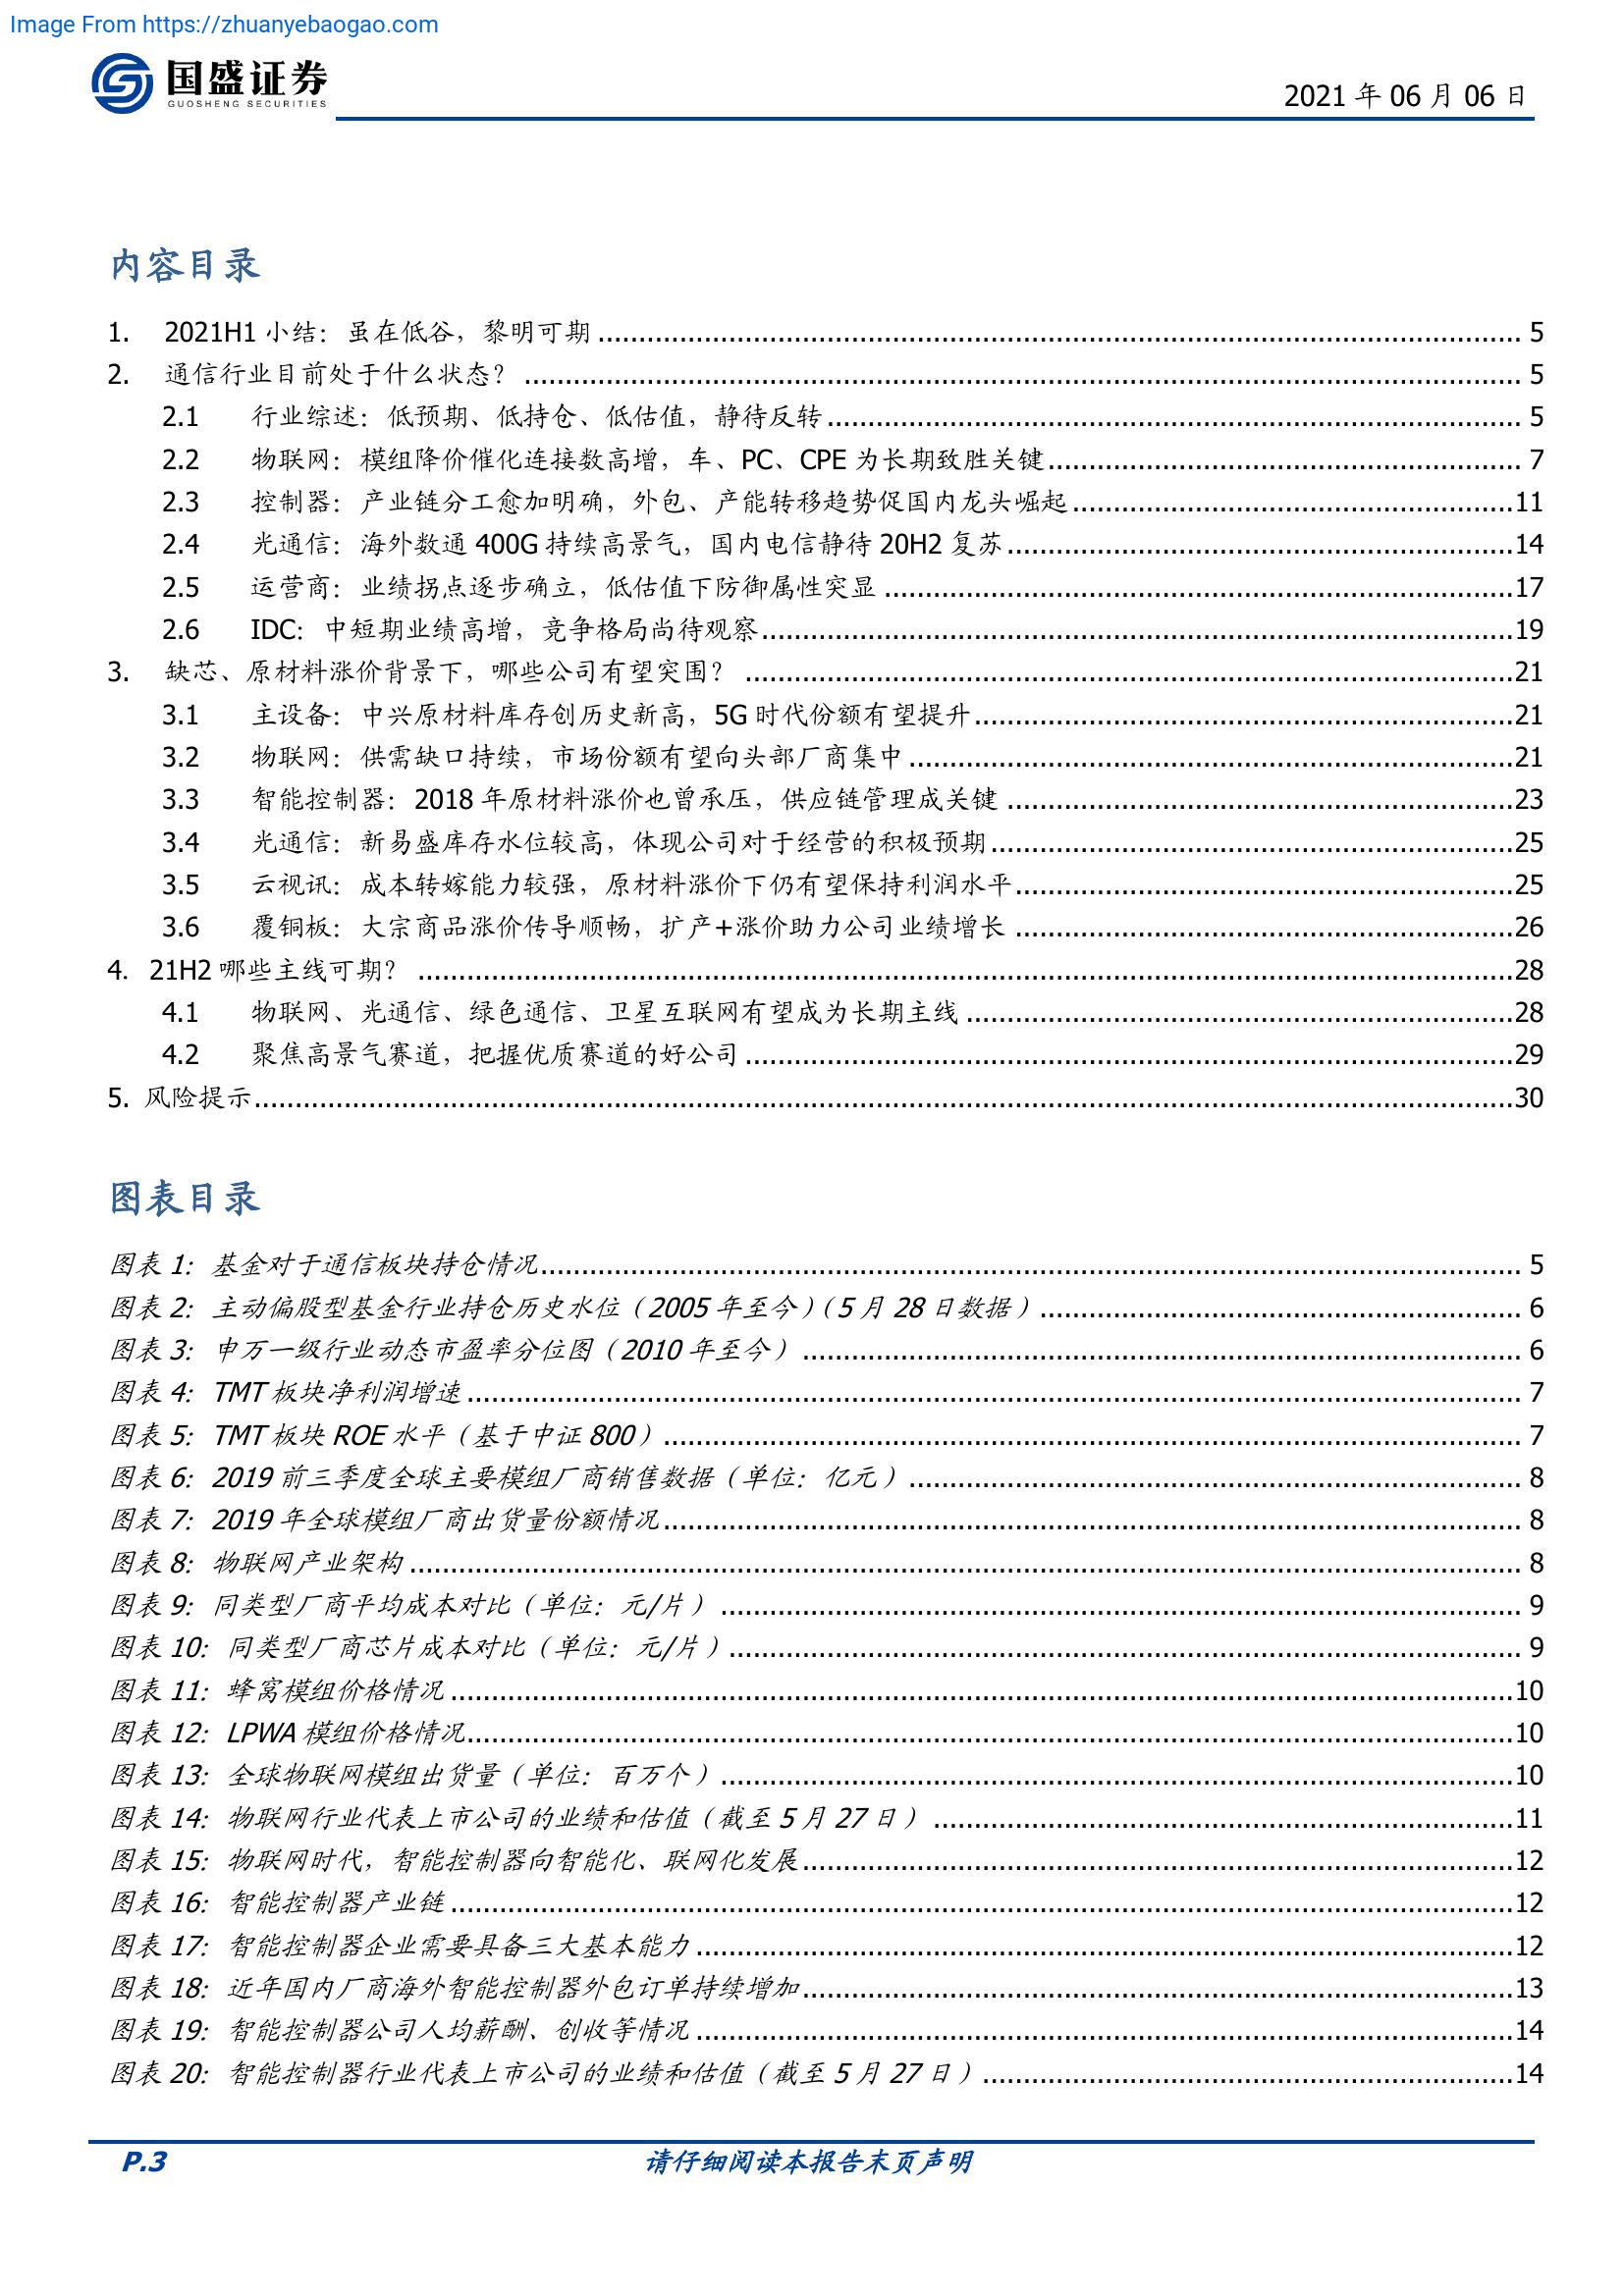 Image From https://zhuanyebaogao.com
国盛证券
GUOSHENG SECURITIES
2021 年 06 月 06 日
内容目录
1. 2021H1 小结：虽在低谷，黎明可期 5
2. 通信行业目前处于什么状态？ 5
2.1 行业综述：低预期、低持仓、低估值，静待反转 5
2.2 物联网：模组降价催化连接数高增，车、PC、CPE 为长期致胜关键 7
2.3 控制器：产业链分工愈加明确，外包、产能转移趋势促国内龙头崛起 11
2.4 光通信：海外数通 400G 持续高景气，国内电信静待 20H2 复苏 14
2.5 运营商：业绩拐点逐步确立，低估值下防御属性突显 17
2.6 IDC：中短期业绩高增，竞争格局尚待观察 19
3. 缺芯、原材料涨价背景下，哪些公司有望突围？ 21
3.1 主设备：中兴原材料库存创历史新高，5G 时代份额有望提升 21
3.2 物联网：供需缺口持续，市场份额有望向头部厂商集中 21
3.3 智能控制器：2018 年原材料涨价也曾承压，供应链管理成关键 23
3.4 光通信：新易盛库存水位较高，体现公司对于经营的积极预期 25
3.5 云视讯：成本转嫁能力较强，原材料涨价下仍有望保持利润水平 25
3.6 覆铜板：大宗商品涨价传导顺畅，扩产+涨价助力公司业绩增长 26
4. 21H2 哪些主线可期？ 28
4.1 物联网、光通信、绿色通信、卫星互联网有望成为长期主线 28
4.2 聚焦高景气赛道，把握优质赛道的好公司 29
5. 风险提示 30
图表目录
图表 1：基金对于通信板块持仓情况 5
图表 2：主动偏股型基金行业持仓历史水位（2005 年至今）（5 月 28 日数据） 6
图表 3：申万一级行业动态市盈率分位图（2010 年至今） 6
图表 4：TMT 板块净利润增速 7
图表 5：TMT 板块 ROE 水平（基于中证 800） 7
图表 6：2019 前三季度全球主要模组厂商销售数据（单位：亿元） 8
图表 7：2019 年全球模组厂商出货量份额情况 8
图表 8：物联网产业架构 8
图表 9：同类型厂商平均成本对比（单位：元/片） 9
图表 10：同类型厂商芯片成本对比（单位：元/片） 9
图表 11：蜂窝模组价格情况 10
图表 12：LPWA 模组价格情况 10
图表 13：全球物联网模组出货量（单位：百万个） 10
图表 14：物联网行业代表上市公司的业绩和估值（截至 5 月 27 日） 11
图表 15：物联网时代，智能控制器向智能化、联网化发展 12
图表 16：智能控制器产业链 12
图表 17：智能控制器企业需要具备三大基本能力 12
图表 18：近年国内厂商海外智能控制器外包订单持续增加 13
图表 19：智能控制器公司人均薪酬、创收等情况 14
图表 20：智能控制器行业代表上市公司的业绩和估值（截至 5 月 27 日） 14
P.3
请仔细阅读本报告末页声明